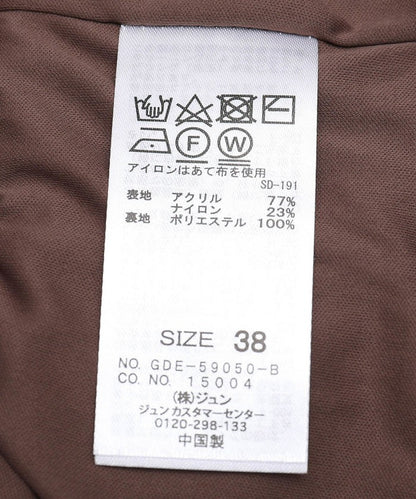 F W
アイロンはあて布を使用
SD-191
表地 アクリル 77%
ナイロン 23%
裏地 ポリエステル 100%
SIZE 38
NO. GDE-59050-B
CO. NO. 15004
(株)ジュン
ジュンカスタマーセンター
0120-298-133
中国製